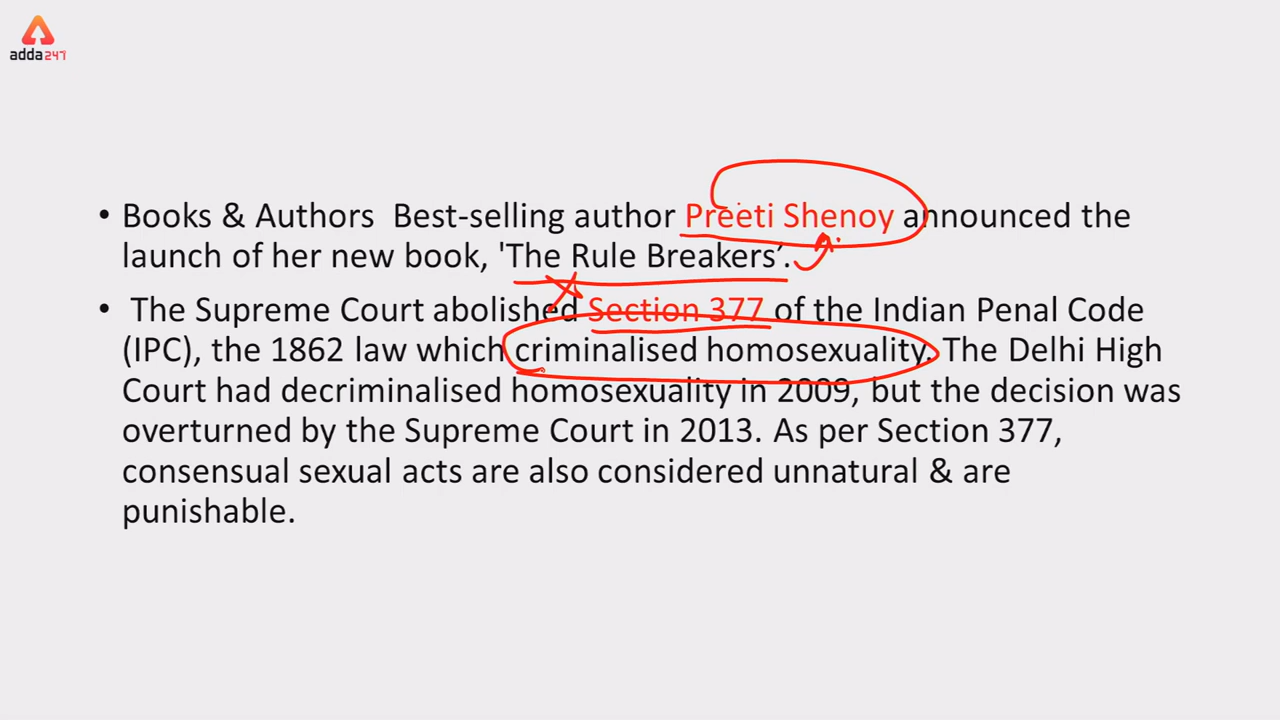 adda247
• Books & Authors Best-selling author Preeti Shenoy announced the
launch of her new book, 'The Rule Breakers'.
• The Supreme Court abolished Section 377 of the Indian Penal Code
(IPC), the 1862 law which criminalised homosexuality. The Delhi High
Court had decriminalised homosexuality in 2009, but the decision was
overturned by the Supreme Court in 2013. As per Section 377,
consensual sexual acts are also considered unnatural & are
punishable.